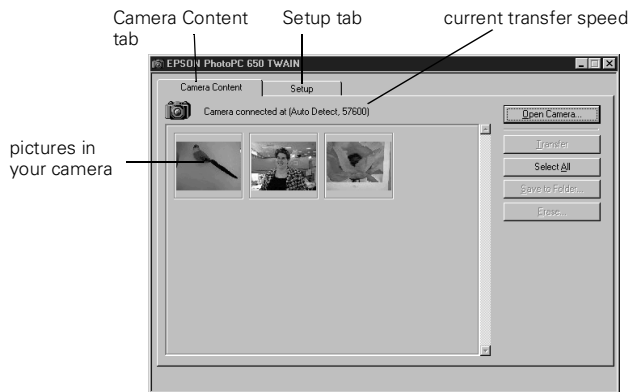 Camera Content
tab
Setup tab
current transfer speed
EPSON PhotoPC 650 TWAIN
Camera Content
Setup
Camera connected at (Auto Detect, 57600)
Open Camera...
Transfer
Select All
Save to Folder...
Erase...
pictures in
your camera